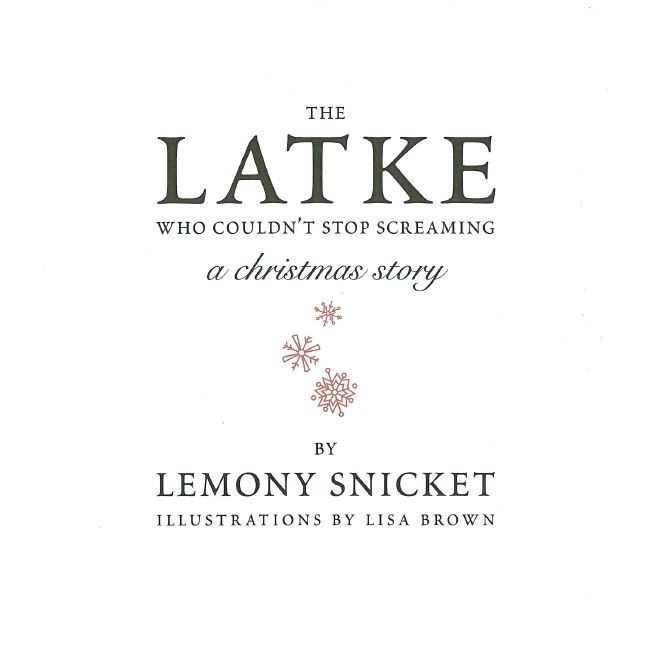 THE
LATKE
WHO COULDN'T STOP SCREAMING
a christmas story
BY
LEMONY SNICKET
ILLUSTRATIONS BY LISA BROWN